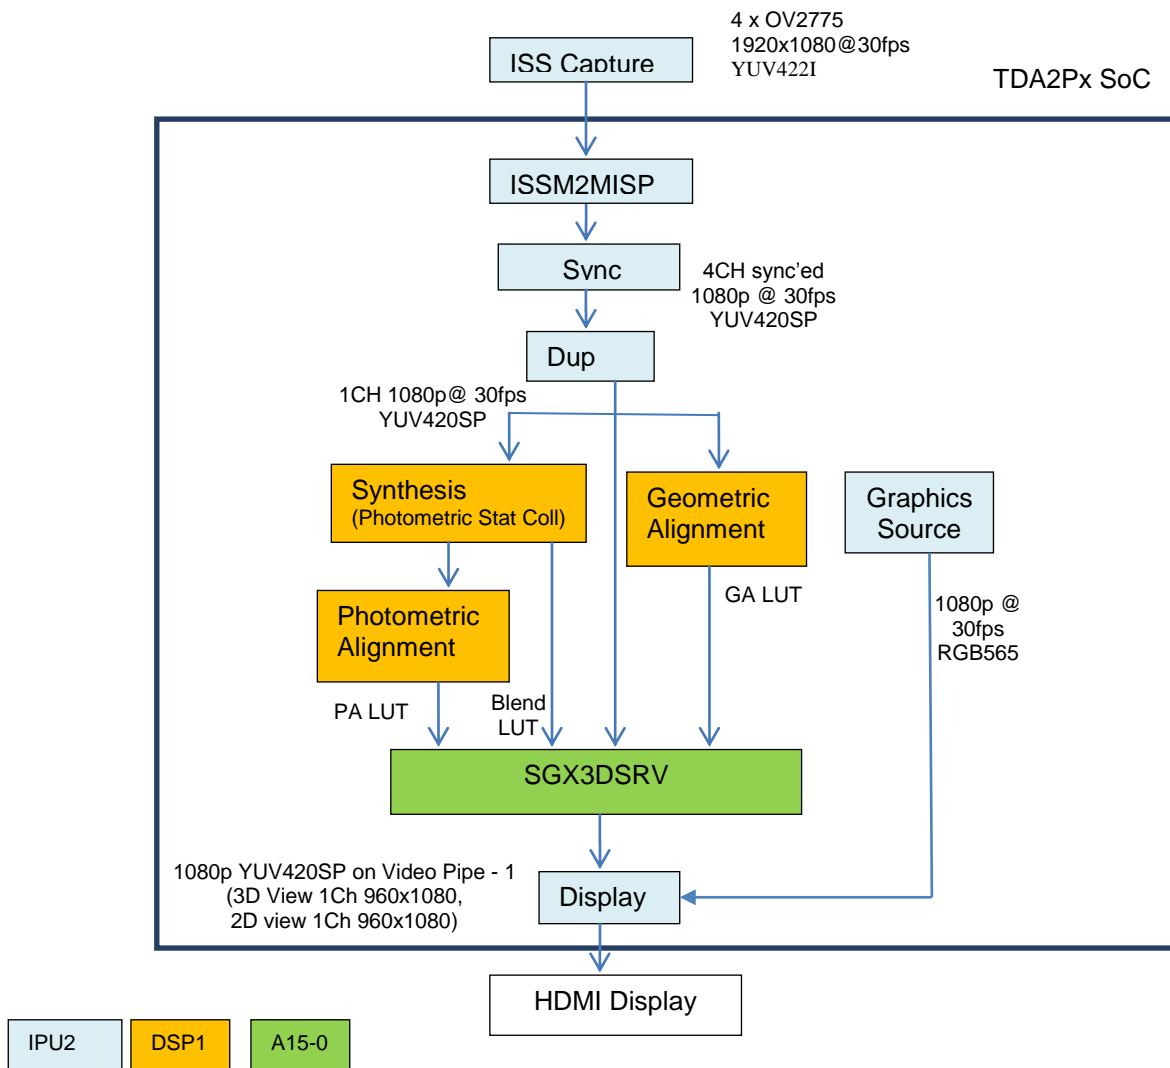 4 x OV2775
1920x1080@30fps
YUV422I
ISS Capture
TDA2Px SoC
ISSM2MISP
Sync
4CH sync’ed
1080p @ 30fps
YUV420SP
Dup
1CH 1080p@ 30fps
YUV420SP
Synthesis
(Photometric Stat Coll)
Geometric
Alignment
Graphics
Source
Photometric
Alignment
GA LUT
1080p @
30fps
RGB565
PA LUT
Blend
LUT
SGX3DSRV
1080p YUV420SP on Video Pipe - 1
(3D View 1Ch 960x1080,
2D view 1Ch 960x1080)
Display
HDMI Display
IPU2
DSP1
A15-0